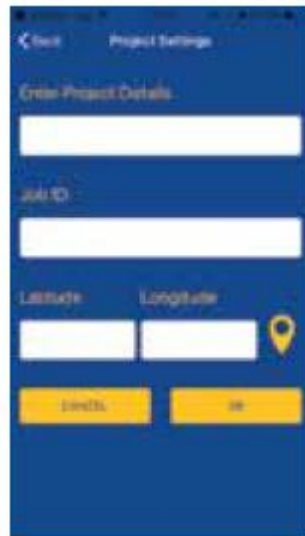 Back Project Settings
Enter Project Details
Job ID
Latitude Longitude
CANCEL OK